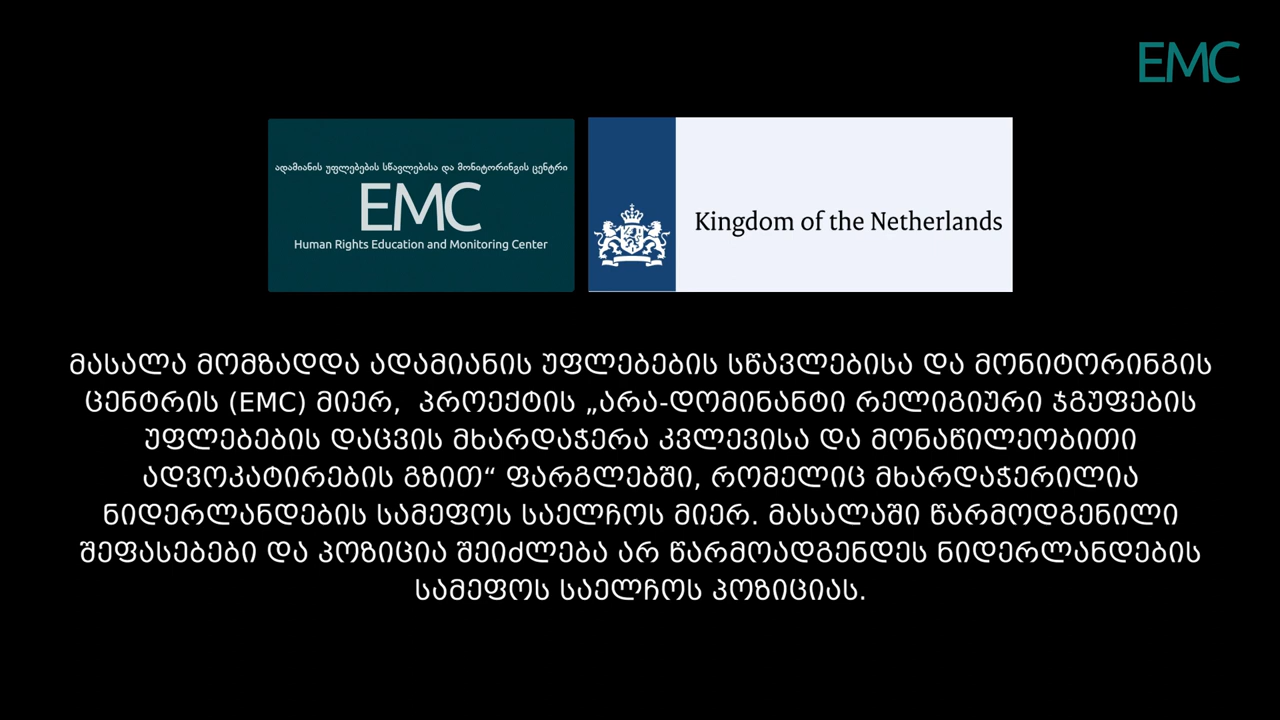 EMC
ადამიანის უფლებების სწავლებისა და მონიტორინგის ცენტრი
EMC
Human Rights Education and Monitoring Center
Kingdom of the Netherlands
მასალა მომზადდა ადამიანის უფლებების სწავლებისა და მონიტორინგის
ცენტრის (EMC) მიერ, პროექტის „არა-დომინანტი რელიგიური ჯგუფების
უფლებების დაცვის მხარდაჭერა კვლევისა და მონაწილეობითი
ადვოკატირების გზით“ ფარგლებში, რომელიც მხარდაჭერილია
ნიდერლანდების სამეფოს საელჩოს მიერ. მასალაში წარმოდგენილი
შეფასებები და პოზიცია შეიძლება არ წარმოადგენდეს ნიდერლანდების
სამეფოს საელჩოს პოზიციას.